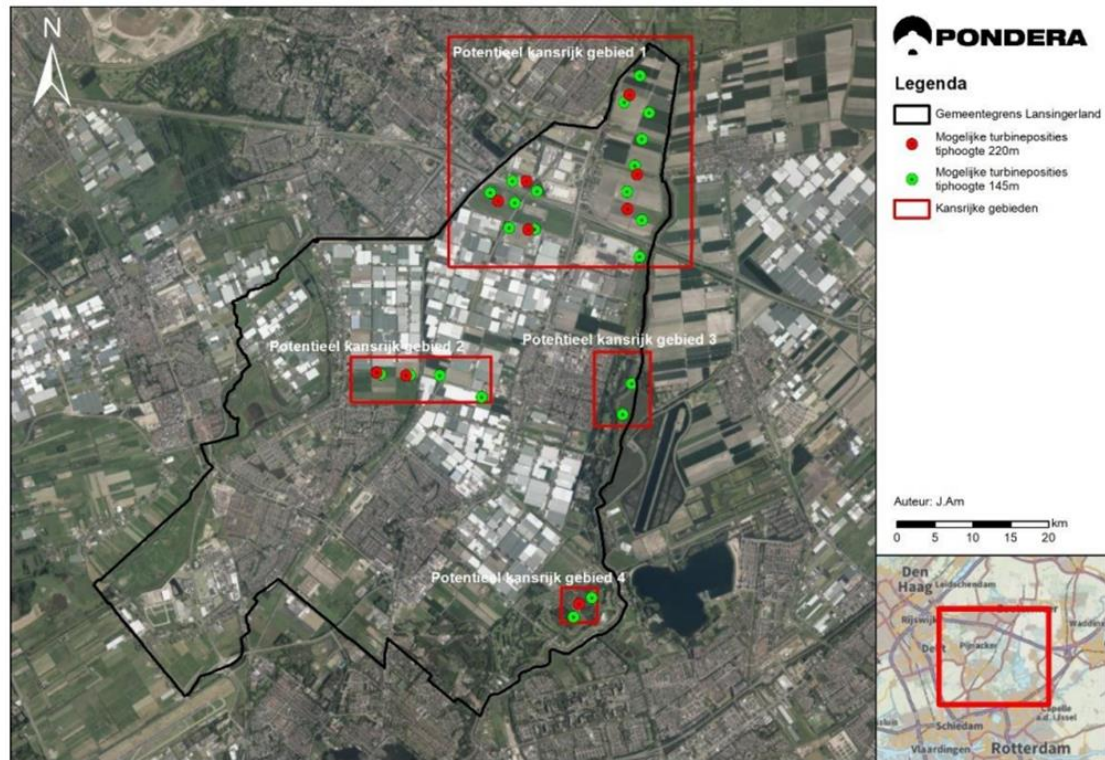 N
Potentieel kansrijk gebied 1
Potentieel kansrijk gebied 2
Potentieel kansrijk gebied 3
Potentieel kansrijk gebied 4
PONDERA
Legenda
Gemeentegrens Lansingerland
Mogelijke turbineposities
tiphoogte 220m
Mogelijke turbineposities
tiphoogte 145m
Kansrijke gebieden
Auteur: J.Am
km
0 5 10 15 20
Den
Haag
Leidschendam
Rijswijk
Pijnacker
Capelle
a.d. IJssel
Schiedam
Vlaardingen
Rotterdam